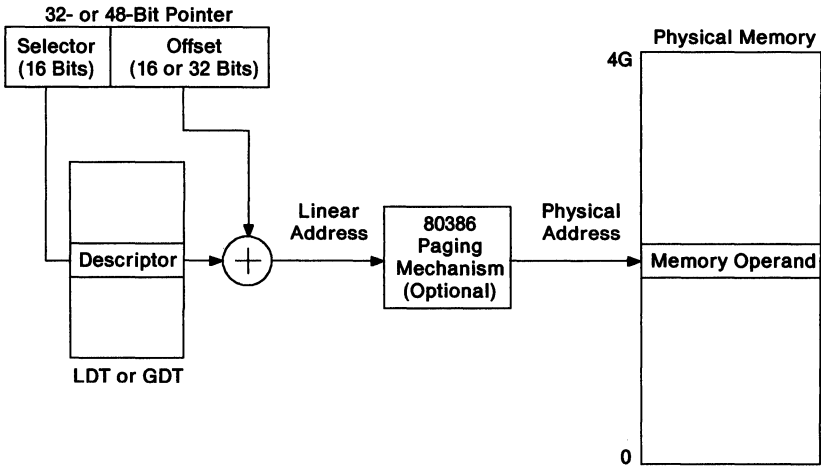 32- or 48-Bit Pointer
Selector
(16 Bits)
Offset
(16 or 32 Bits)
Physical Memory
4G
Linear
Address
80386
Paging
Mechanism
(Optional)
Physical
Address
Descriptor
+
Memory Operand
LDT or GDT
0